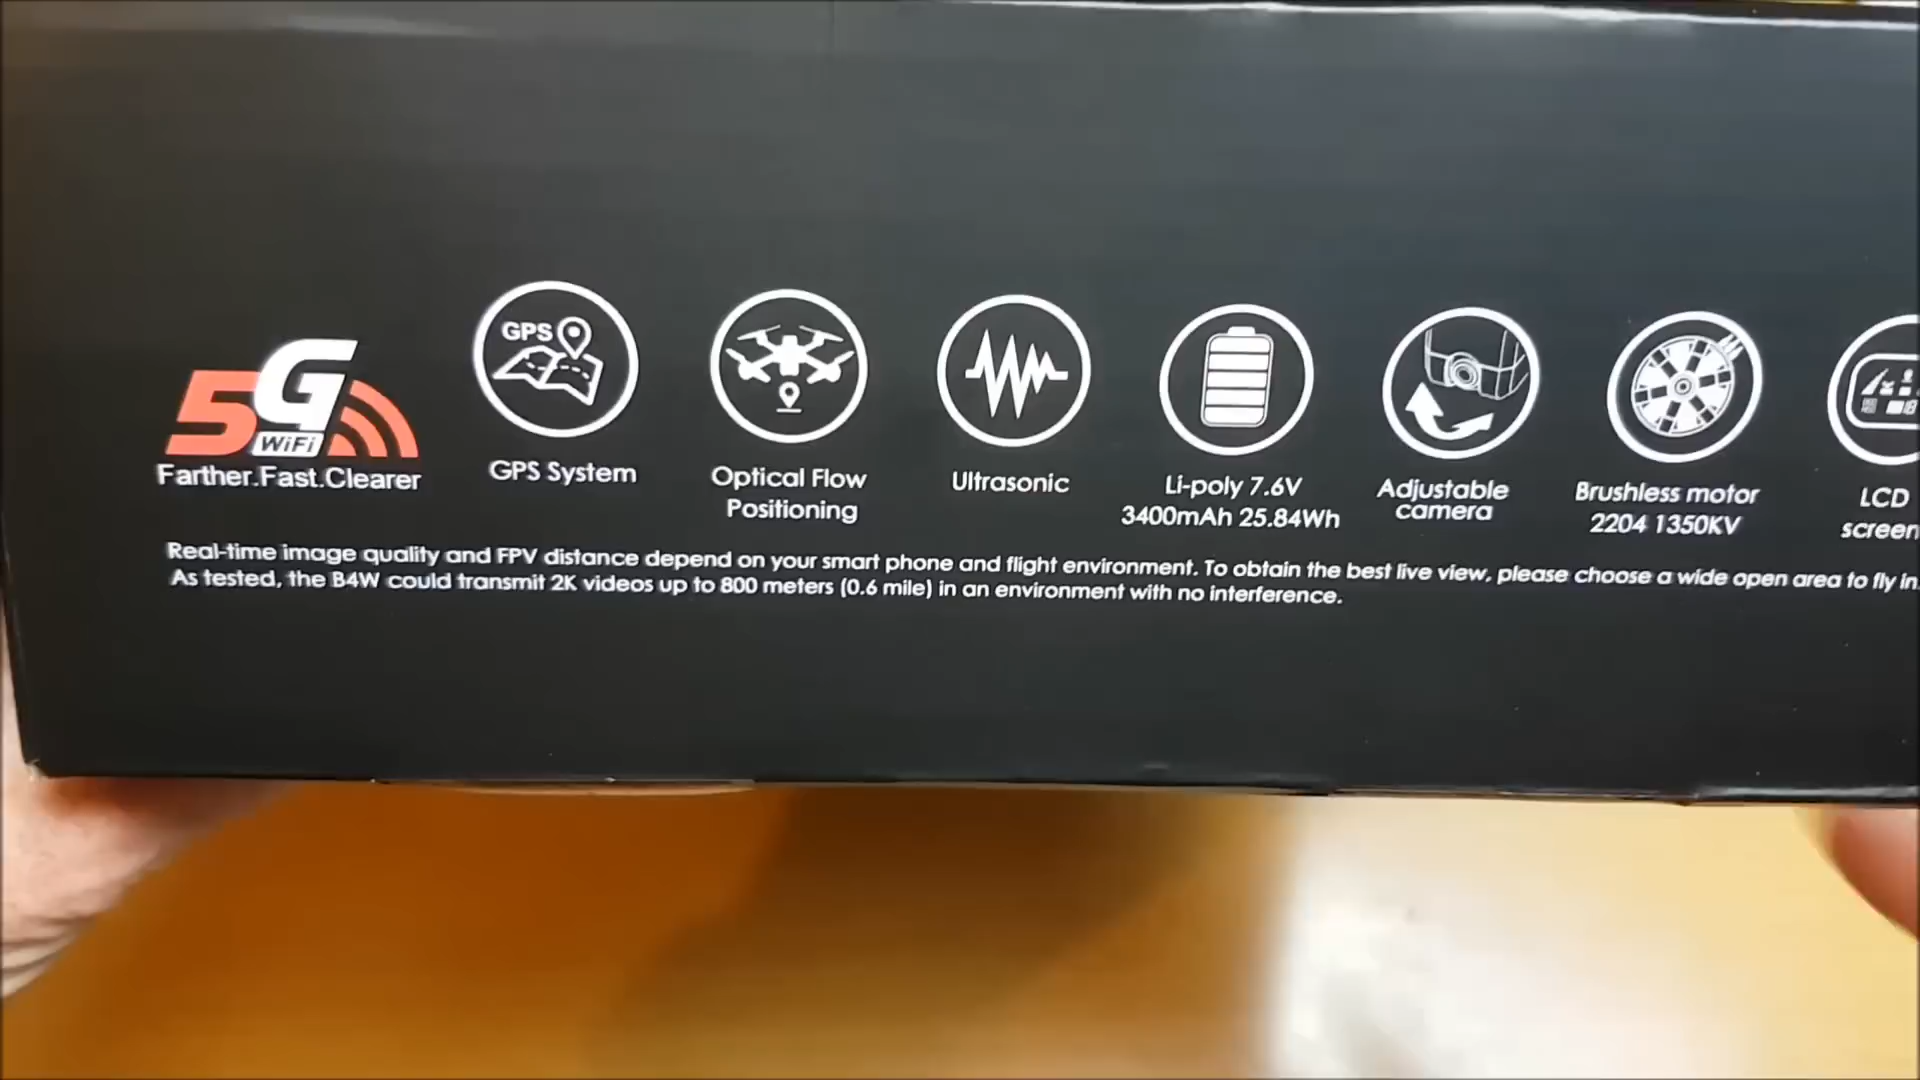 5G
WiFi
Farther.Fast.Clearer
GPS
GPS System
Optical Flow
Positioning
Ultrasonic
Li-poly 7.6V
3400mAh 25.84Wh
Adjustable
camera
Brushless motor
2204 1350KV
LCD
screen
Real-time image quality and FPV distance depend on your smart phone and flight environment. To obtain the best live view, please choose a wide open area to fly in.
As tested, the B4W could transmit 2K videos up to 800 meters (0.6 mile) in an environment with no interference.